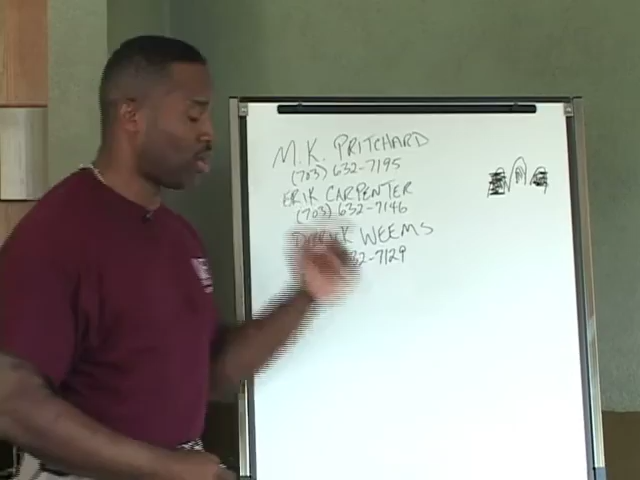 M.K. PRITCHARD
(703) 632-7195
ERIK CARPENTER
(703) 632-7146
WEEMS
32-7129